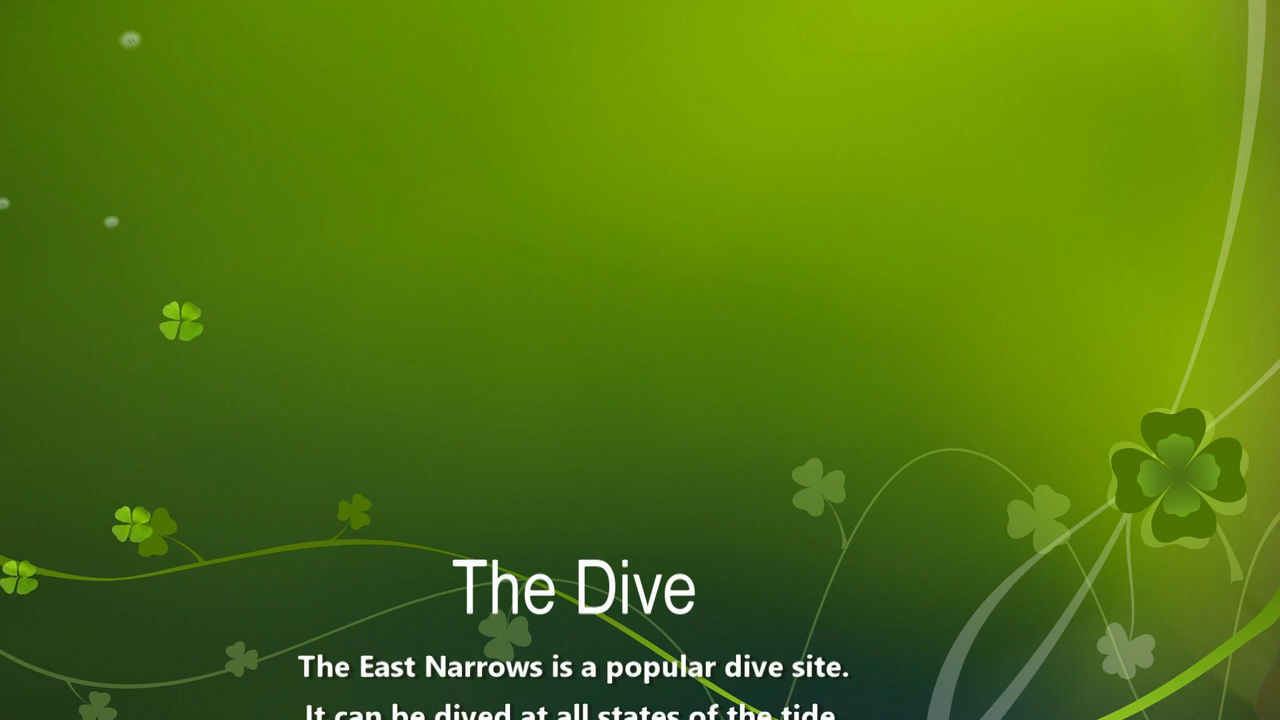 The Dive
The East Narrows is a popular dive site.
It can be dived at all states of the tide